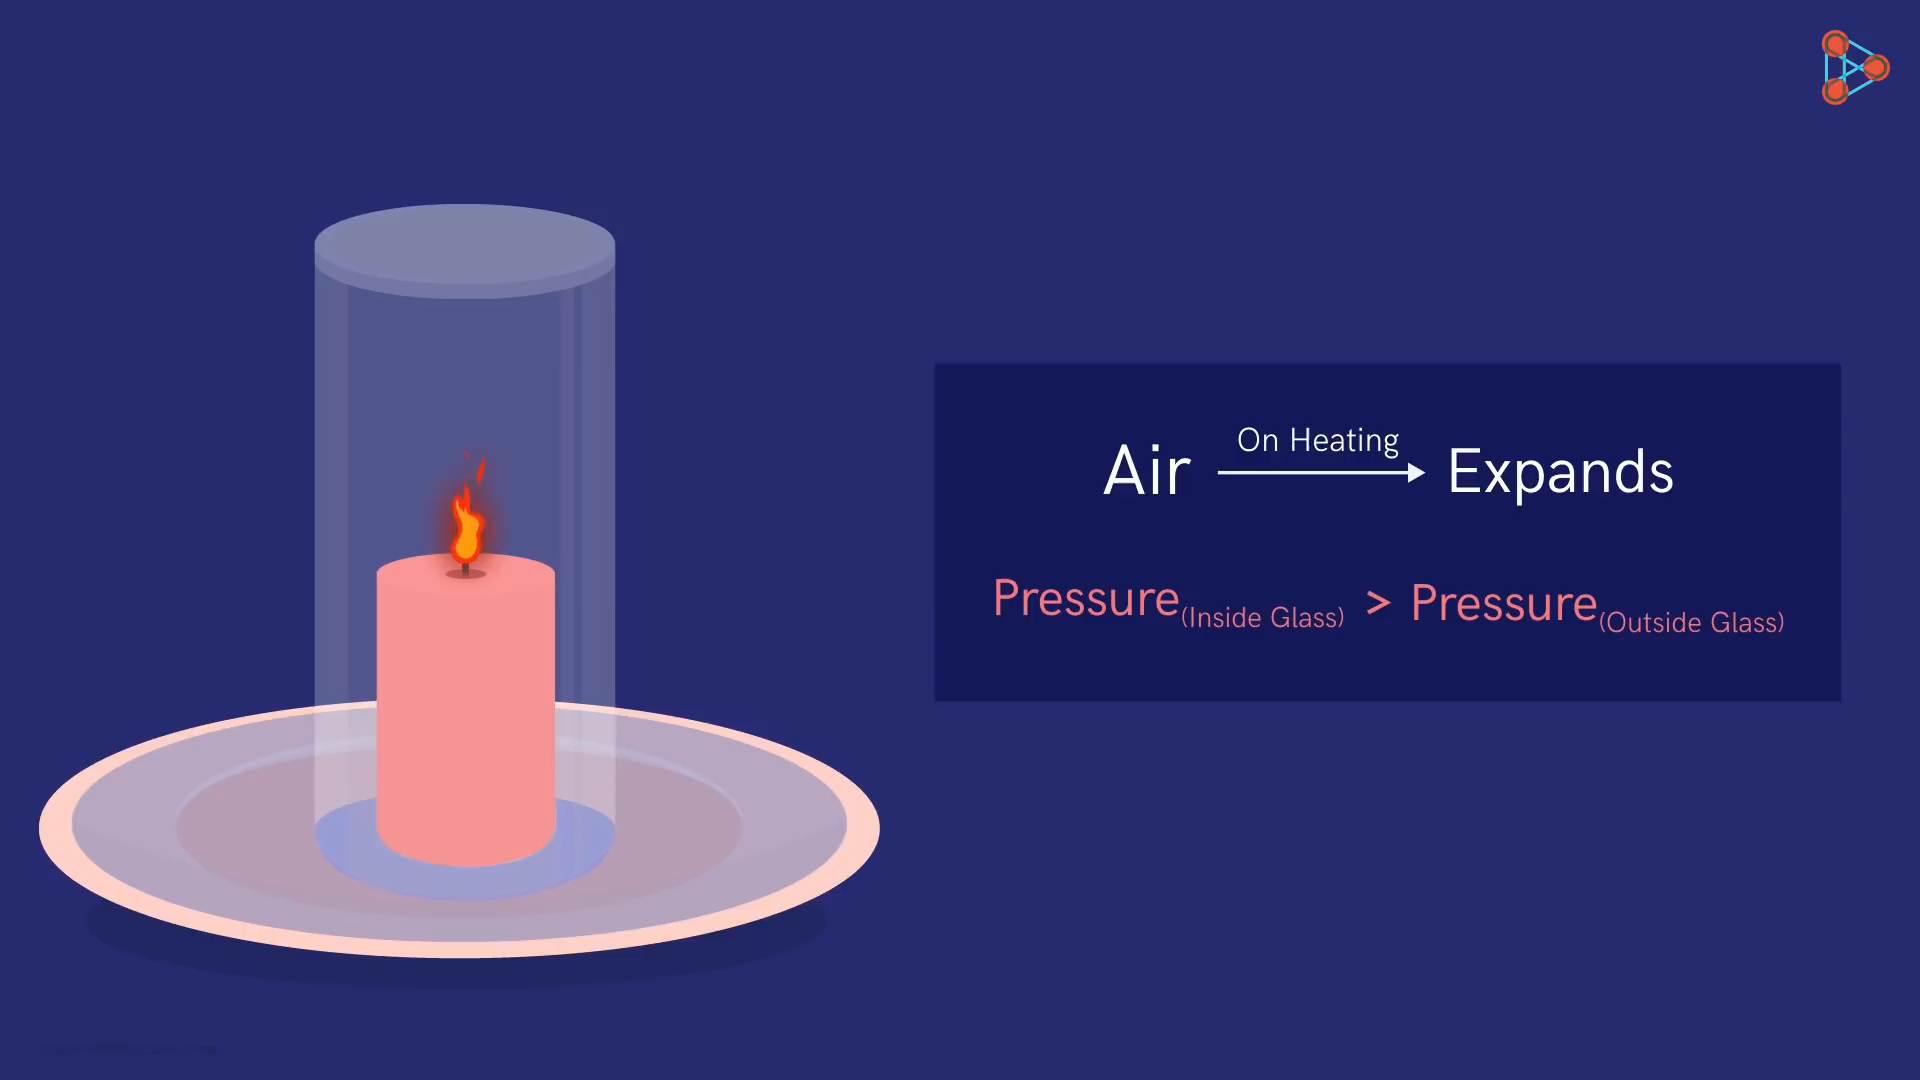 On Heating
Air → Expands
Pressure(Inside Glass) > Pressure(Outside Glass)